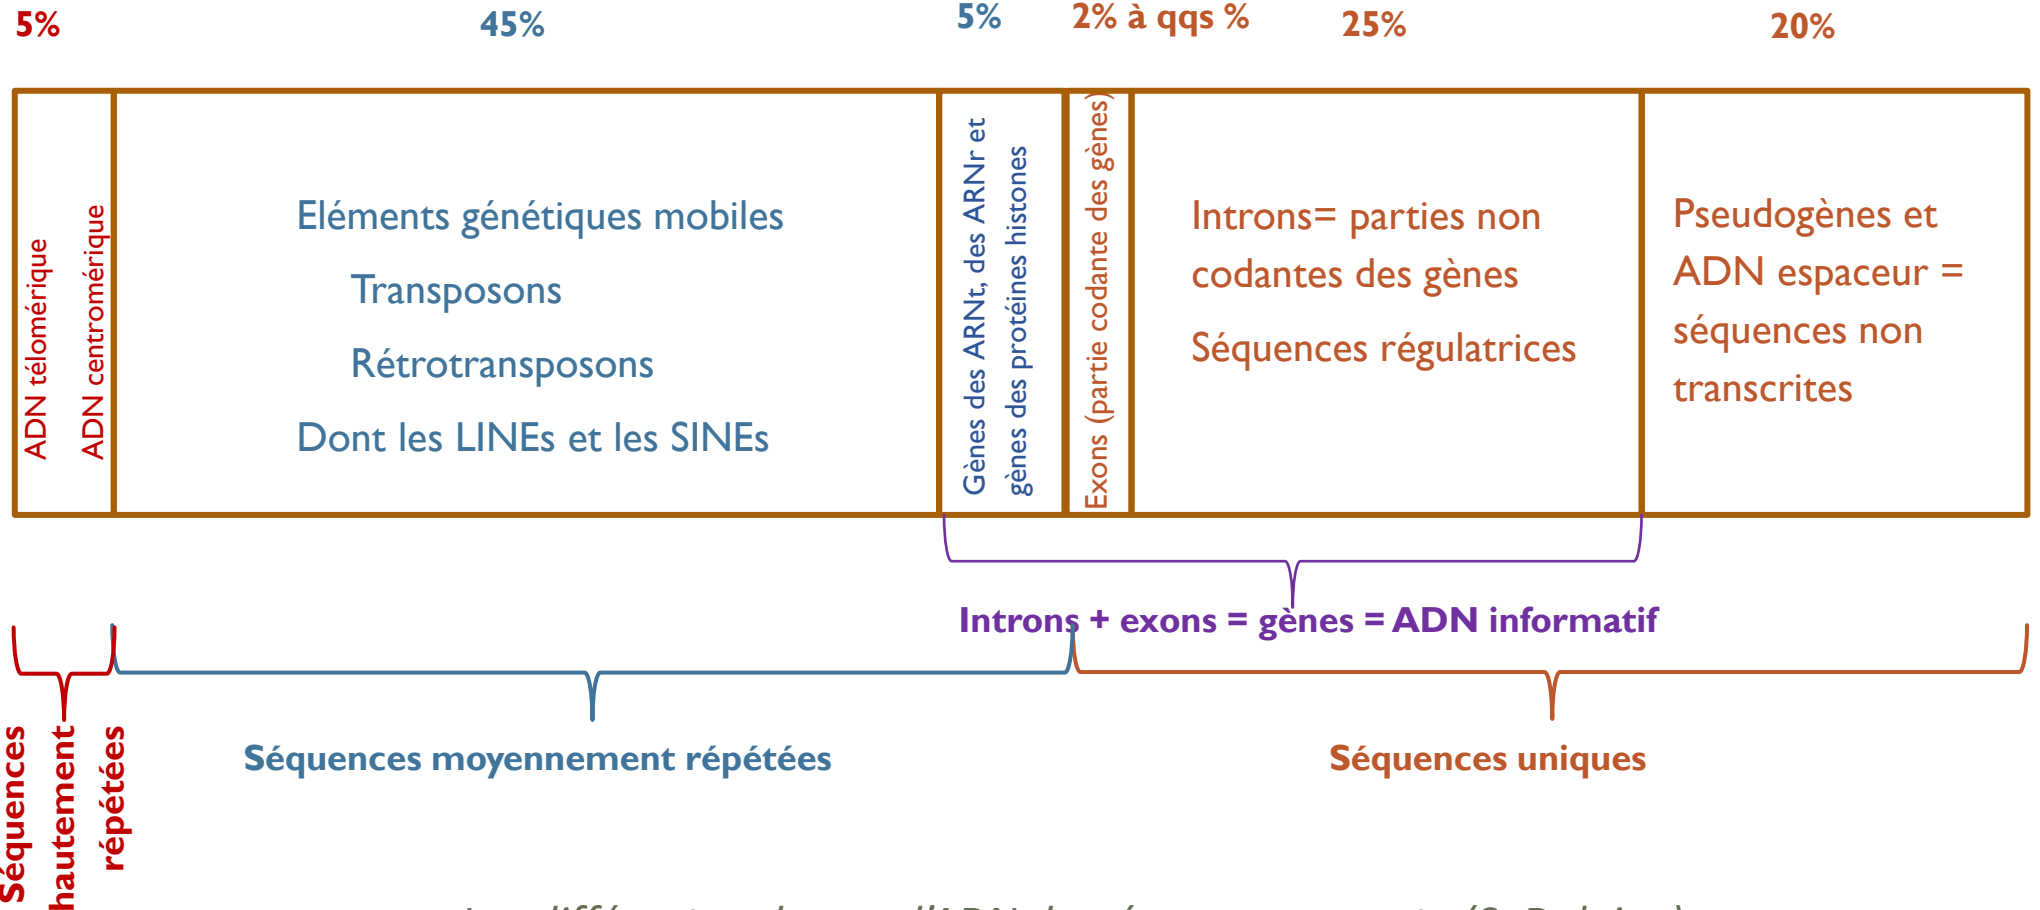 5%
45%
5%
2% à qqs %
25%
20%
ADN télomérique
ADN centromérique
Eléments génétiques mobiles
Transposons
Rétrotransposons
Dont les LINEs et les SINEs
Gènes des ARNt, des ARNr et
gènes des protéines histones
Exons (partie codante des gènes)
Introns= parties non
codantes des gènes
Séquences régulatrices
Pseudogènes et
ADN espaceur =
séquences non
transcrites
Introns + exons = gènes = ADN informatif
Séquences
hautement
répétées
Séquences moyennement répétées
Séquences uniques